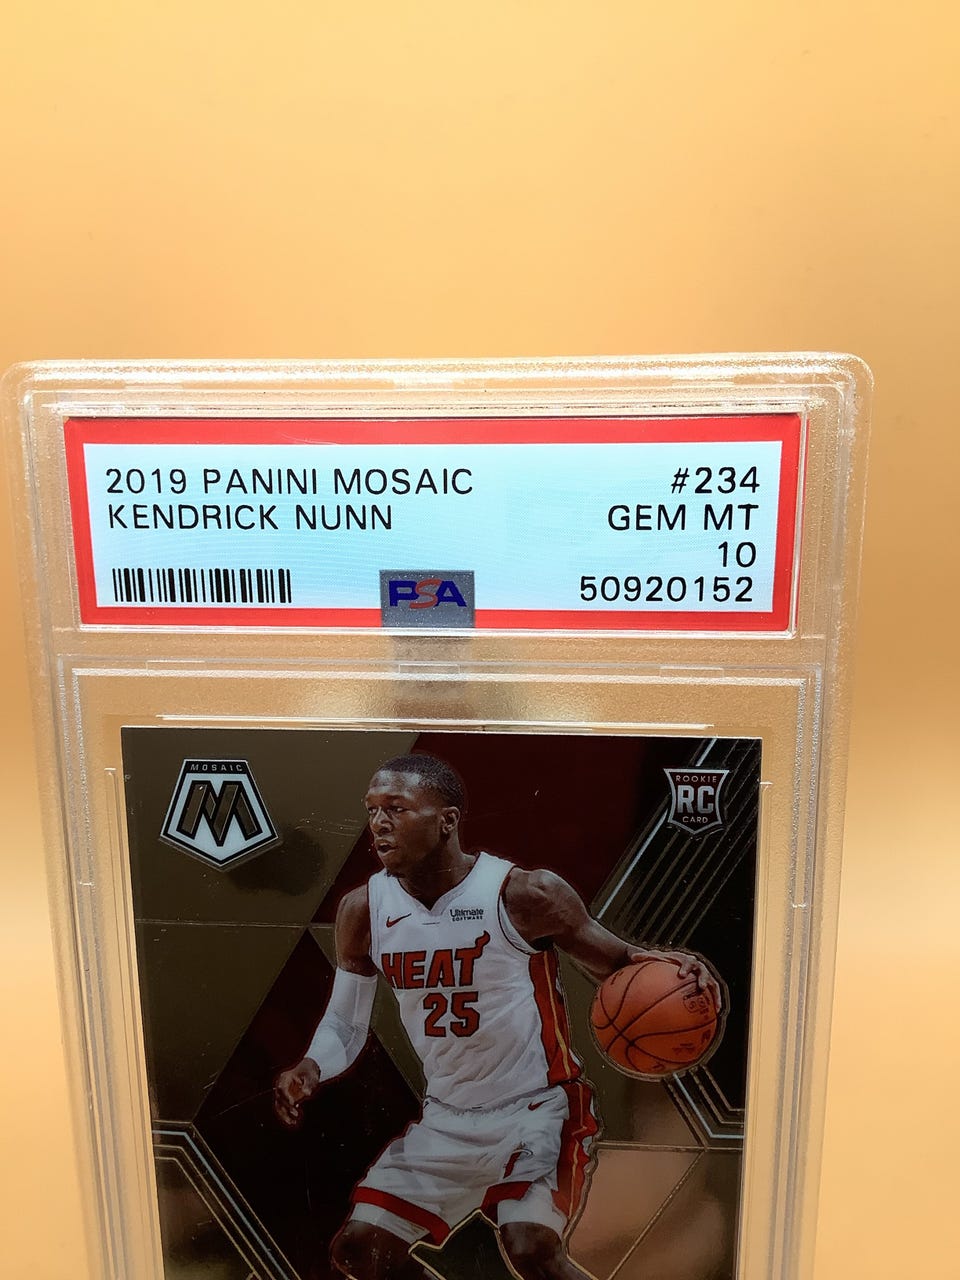 2019 PANINI MOSAIC #234
KENDRICK NUNN GEM MT
10
50920152
PSA
MOSAIC
M
ROOKIE
RC
CARD
Ultimate
SOFTWARE
HEAT
25